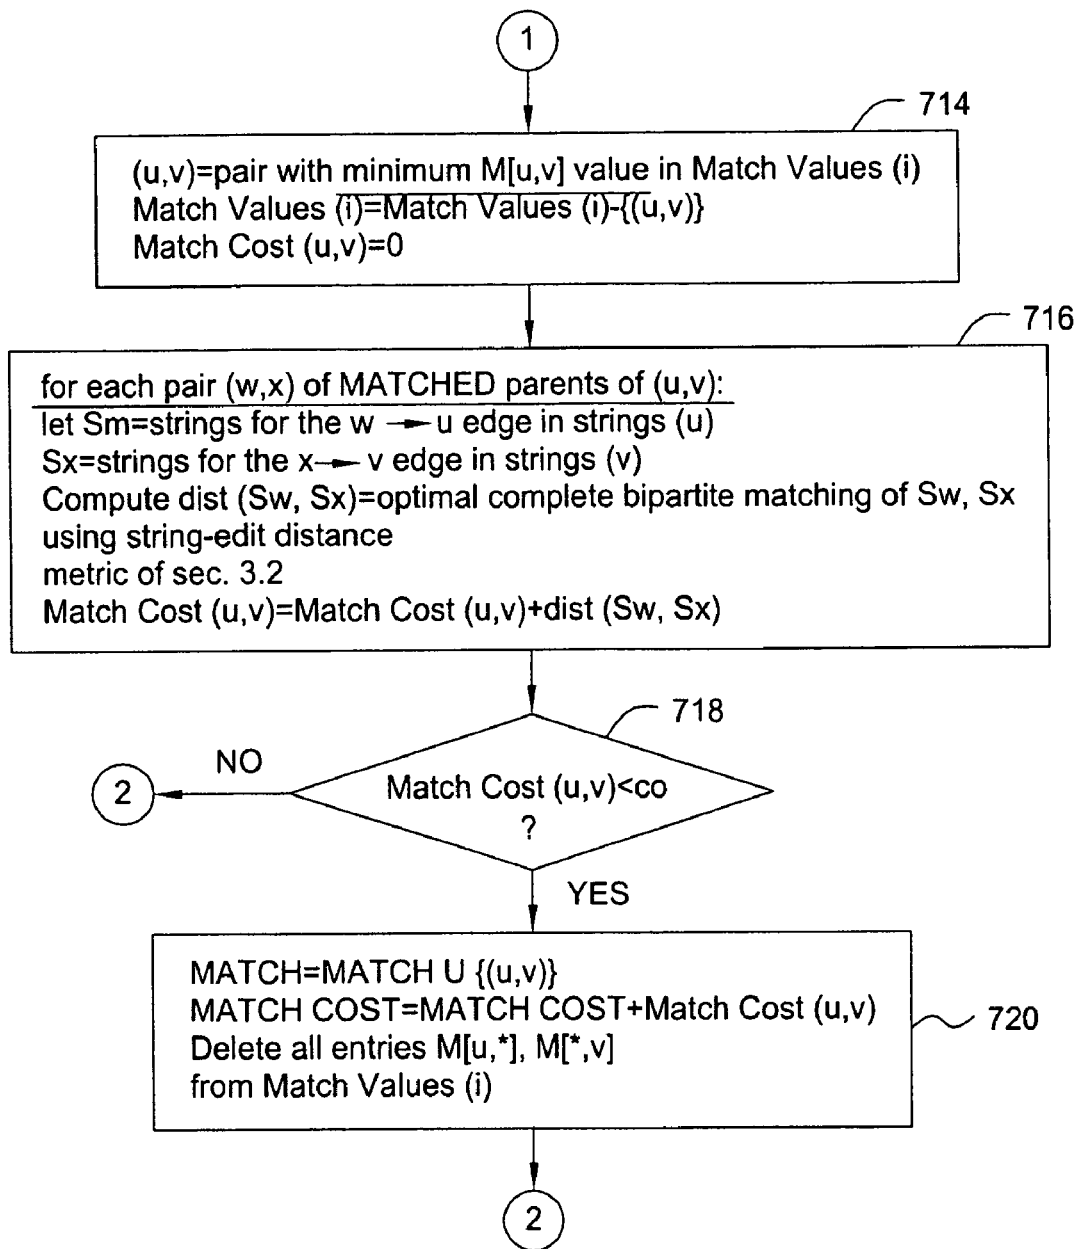 1
714
(u,v)=pair with minimum M[u,v] value in Match Values (i)
Match Values (i)=Match Values (i)-{(u,v)}
Match Cost (u,v)=0
716
for each pair (w,x) of MATCHED parents of (u,v):
let Sm=strings for the w → u edge in strings (u)
Sx=strings for the x→ v edge in strings (v)
Compute dist (Sw, Sx)=optimal complete bipartite matching of Sw, Sx
using string-edit distance
metric of sec. 3.2
Match Cost (u,v)=Match Cost (u,v)+dist (Sw, Sx)
718
NO
2
Match Cost (u,v)<co
?
YES
MATCH=MATCH U {(u,v)}
MATCH COST=MATCH COST+Match Cost (u,v)
Delete all entries M[u,*], M[*,v]
from Match Values (i)
720
2